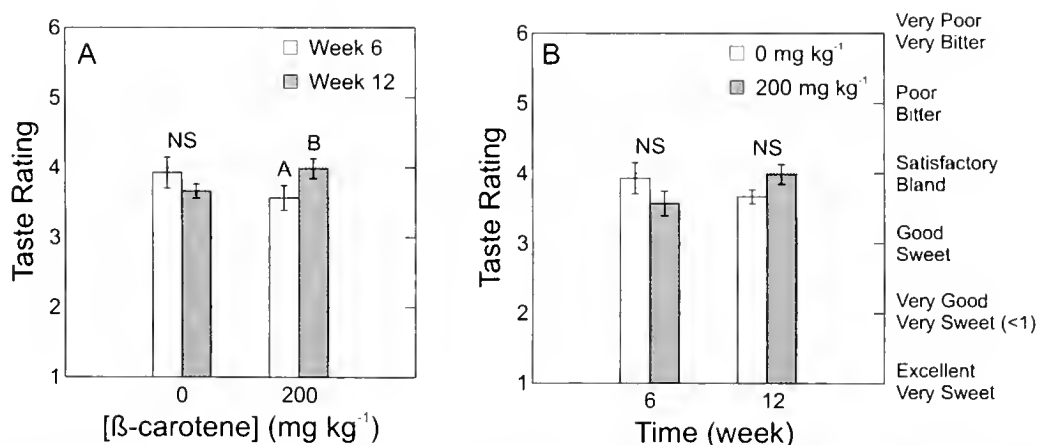 A
Week 6
Week 12
Taste Rating
6
5
4
3
2
1
NS
A
B
0
200
[ß-carotene] (mg kg⁻¹)
B
0 mg kg⁻¹
200 mg kg⁻¹
Taste Rating
6
5
4
3
2
1
NS
NS
6
12
Time (week)
Very Poor
Very Bitter
Poor
Bitter
Satisfactory
Bland
Good
Sweet
Very Good
Very Sweet (<1)
Excellent
Very Sweet